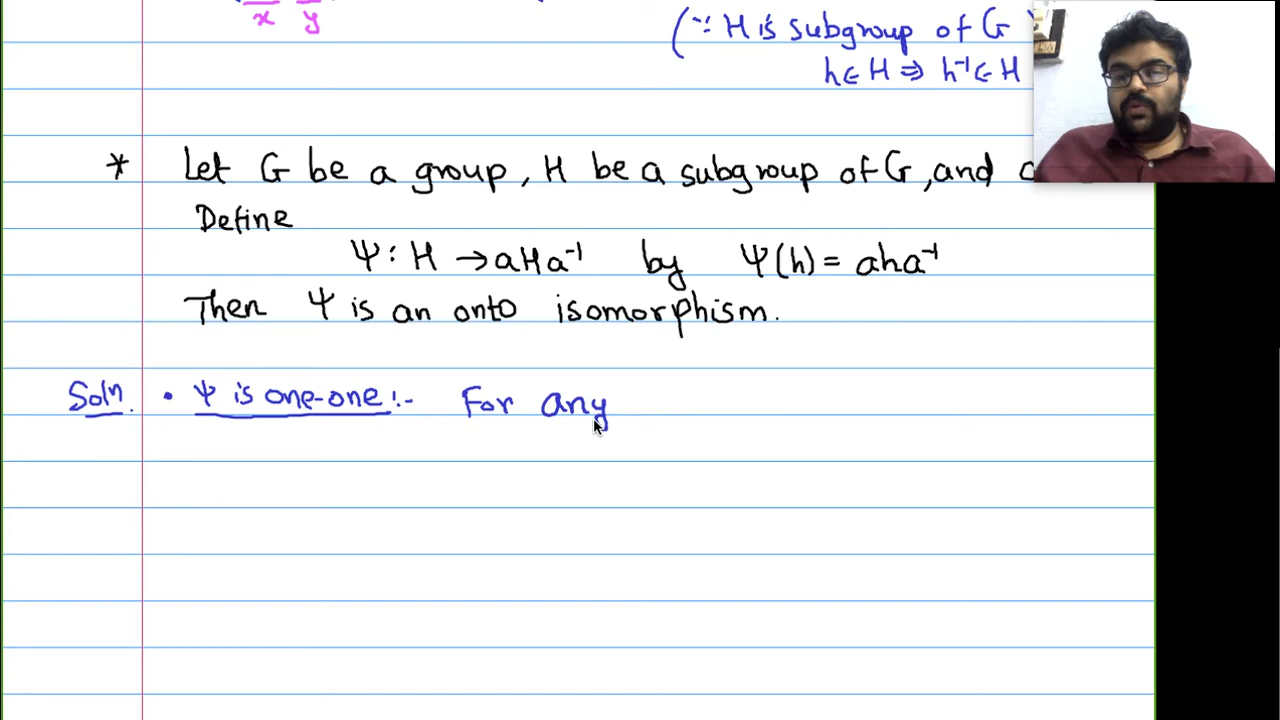 x y
(∵ H is subgroup of G
h∈H ⇒ h⁻¹∈H
* Let G be a group, H be a subgroup of G, and
Define
Ψ: H → aHa⁻¹ by Ψ(h) = aha⁻¹
Then Ψ is an onto isomorphism.
Soln. • Ψ is one-one:- For any